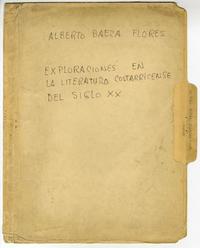 ALBERTO BAEZA FLORES
EXPLORACIONES EN
LA LITERATURA COSTARRICENSE
DEL SIGLO XX